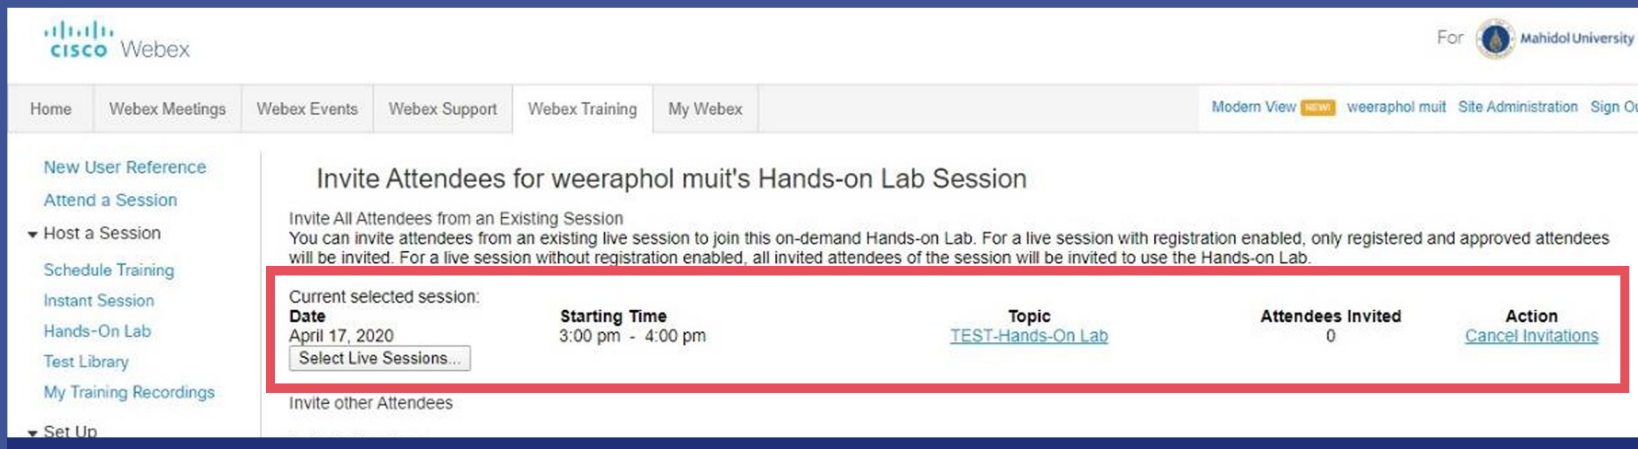 CISCO Webex
For Mahidol University
Home Webex Meetings Webex Events Webex Support Webex Training My Webex
Modern View NEW! weeraphol muit Site Administration Sign
New User Reference
Attend a Session
Host a Session
Schedule Training
Instant Session
Hands-On Lab
Test Library
My Training Recordings
Set Up
Invite Attendees for weeraphol muit's Hands-on Lab Session
Invite All Attendees from an Existing Session
You can invite attendees from an existing live session to join this on-demand Hands-on Lab. For a live session with registration enabled, only registered and approved attendees
will be invited. For a live session without registration enabled, all invited attendees of the session will be invited to use the Hands-on Lab.
Current selected session:
Date Starting Time Topic Attendees Invited Action
April 17, 2020 3:00 pm - 4:00 pm TEST-Hands-On Lab 0 Cancel Invitations
Select Live Sessions...
Invite other Attendees